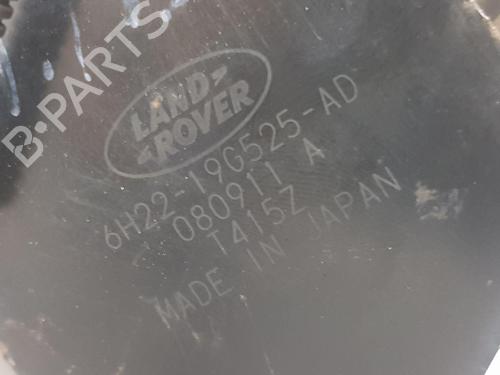 LAND
ROVER
6H22-19G525-AD
080911 A
T415Z
MADE IN JAPAN
B-PARTS